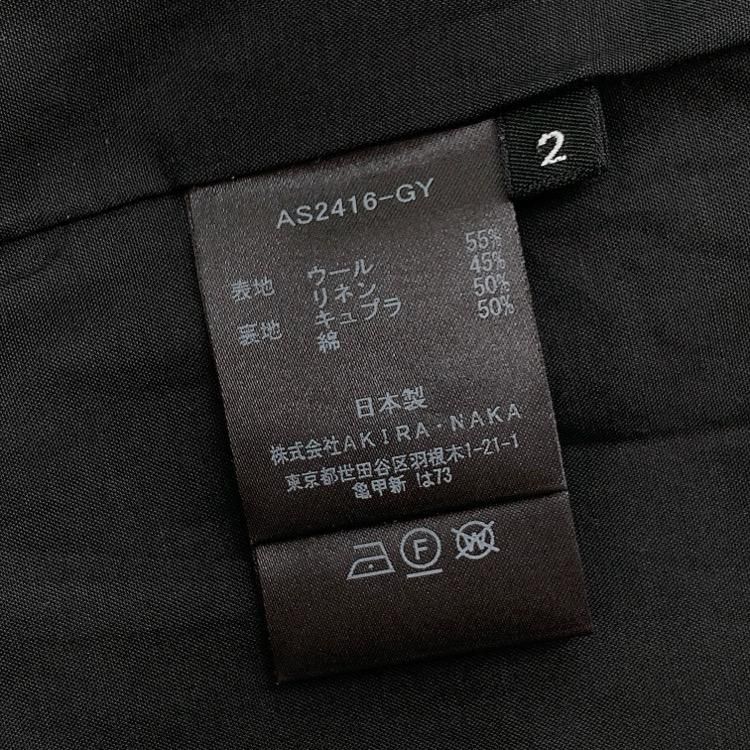 2
AS2416-GY
表地 ウール 55%
リネン 45%
裏地 キュプラ 50%
綿 50%
日本製
株式会社AKIRA・NAKA
東京都世田谷区羽根木1-21-1
亀甲新 は73
F
W